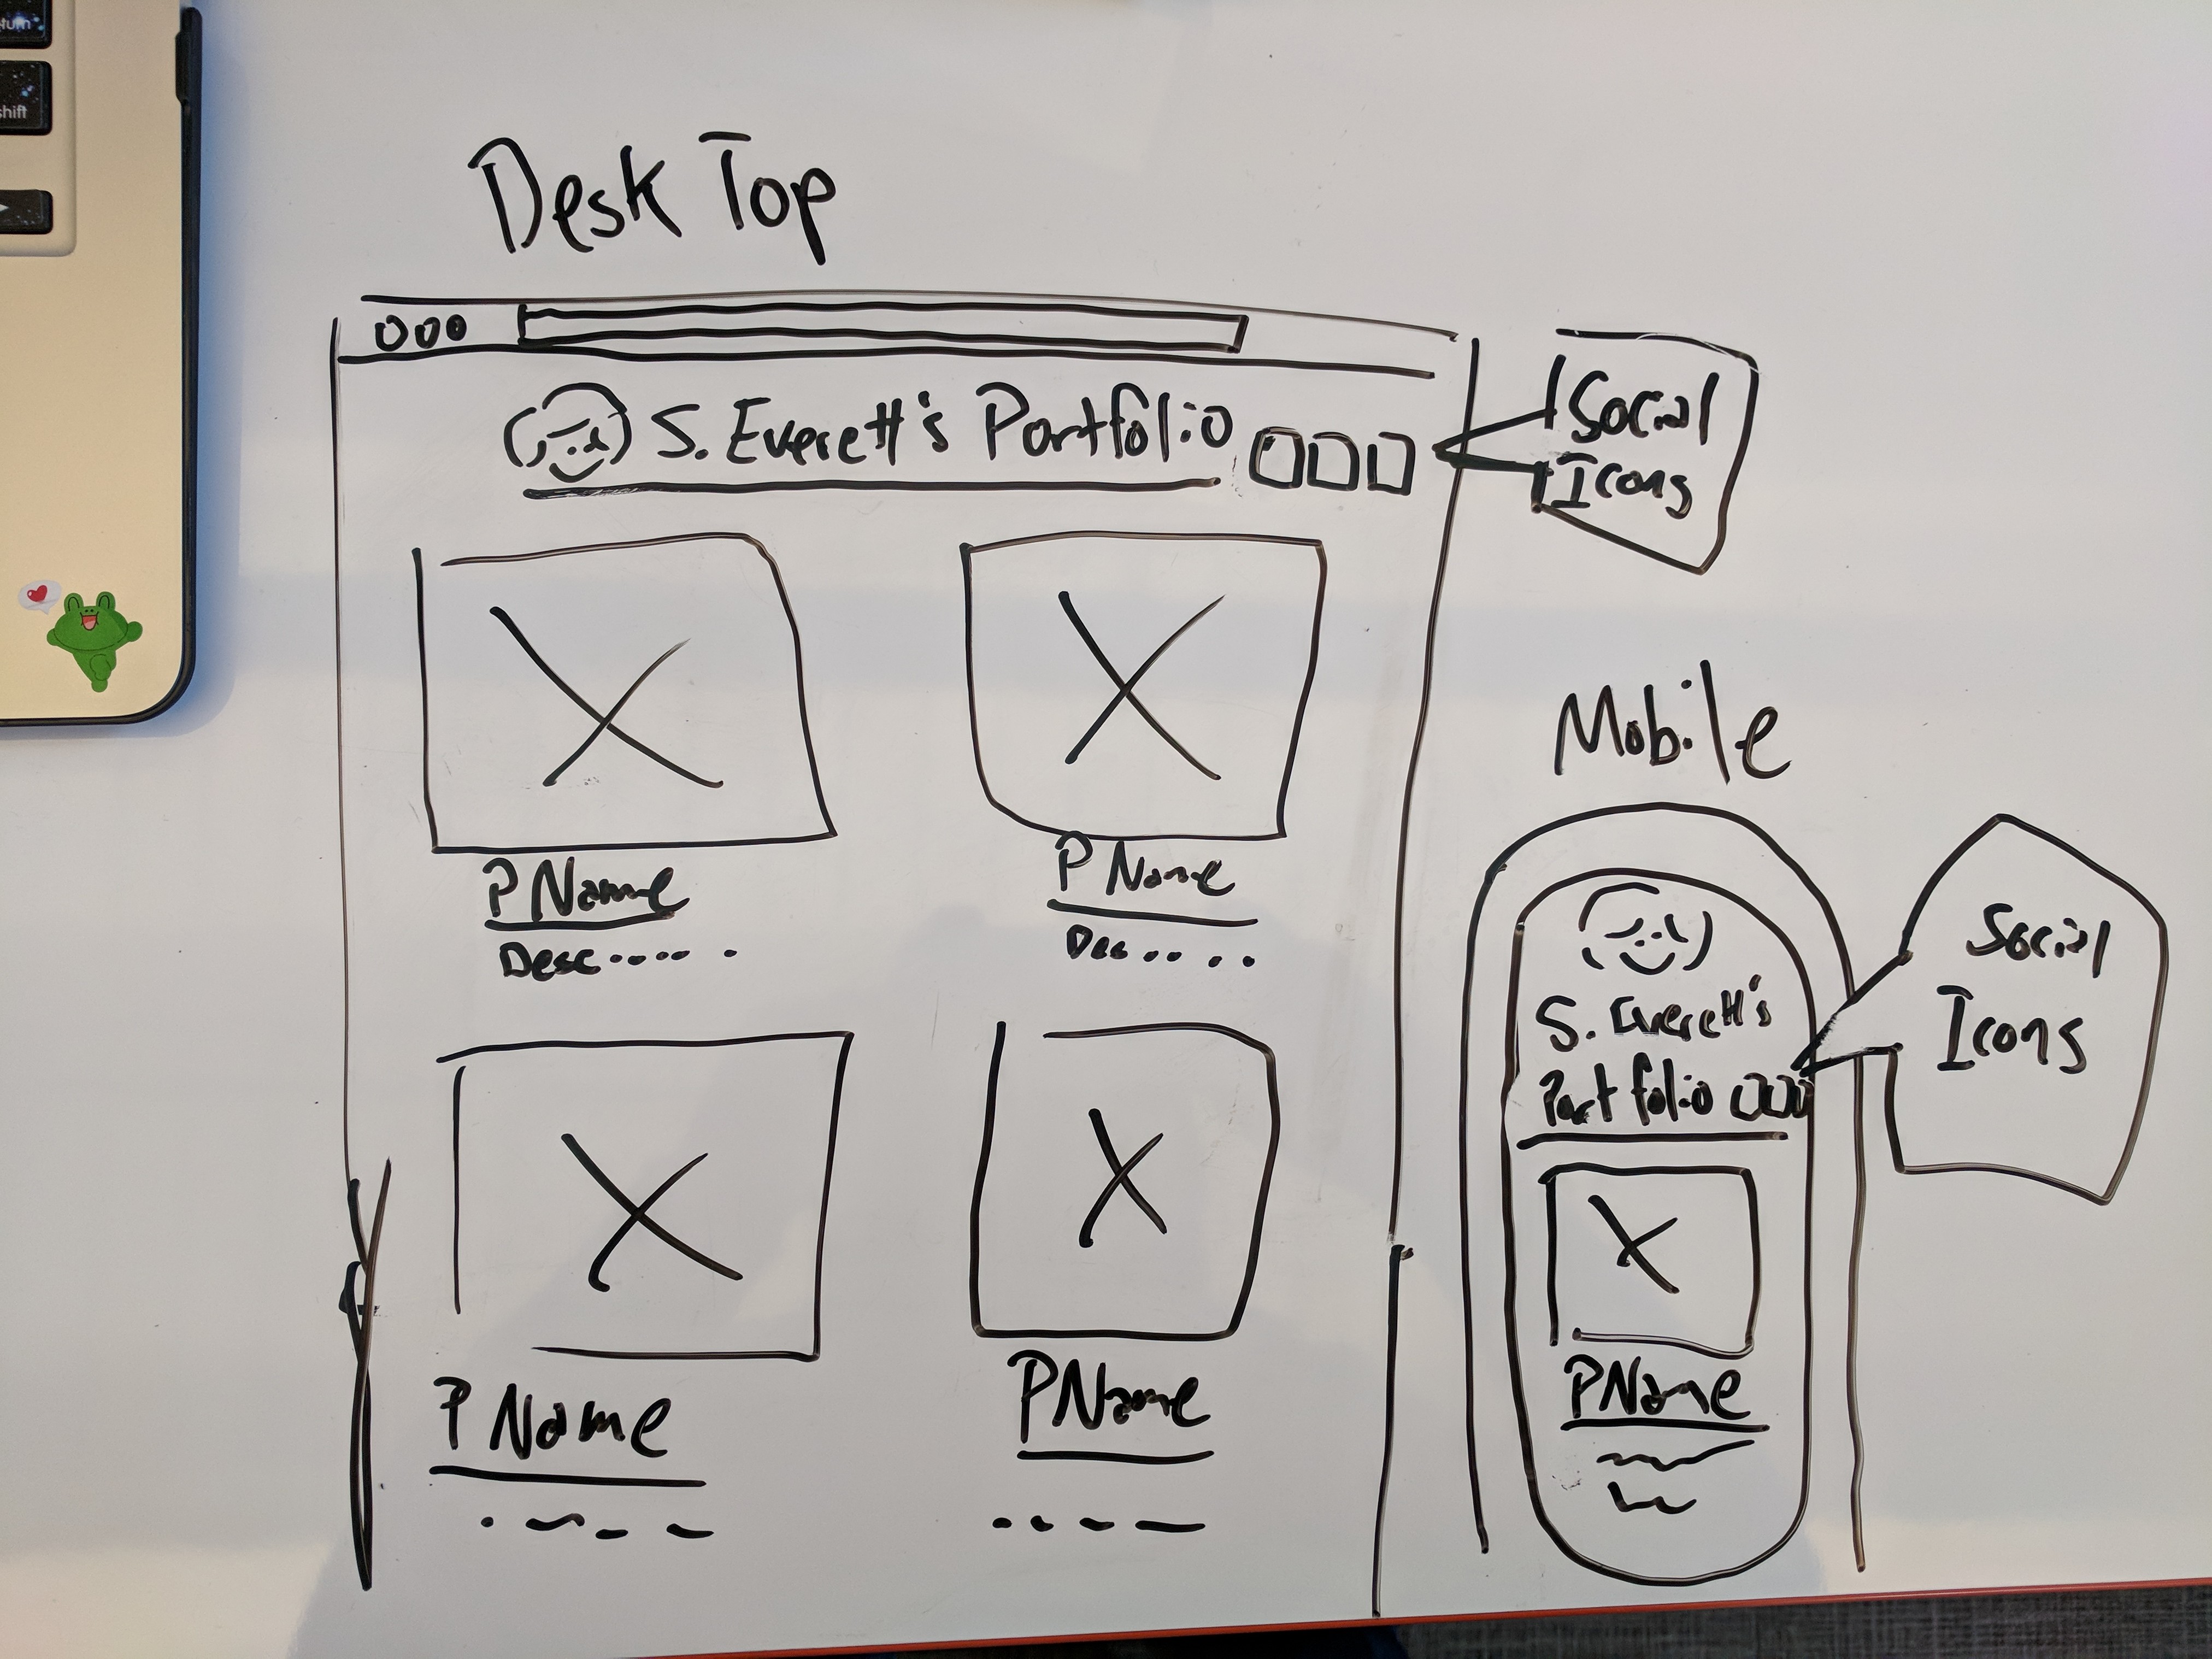 turn
shift
Desk Top
S. Everett's Portfolio
Social
Icons
P Name
Desc.....
P Name
Des.....
P Name
PName
Mobile
S. Everett's
Portfolio
PName
Social
Icons